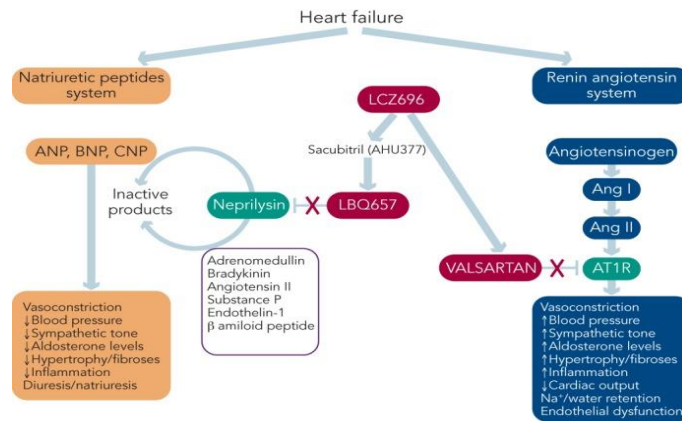 Heart failure
Natriuretic peptides
system
Renin angiotensin
system
LCZ696
ANP, BNP, CNP
Sacubitril (AHU377)
Angiotensinogen
Inactive
products
Neprilysin
X
LBQ657
Ang I
Ang II
Adrenomedullin
Bradykinin
Angiotensin II
Substance P
Endothelin-1
β amiloid peptide
VALSARTAN
X
AT1R
Vasoconstriction
↓Blood pressure
↓Sympathetic tone
↓Aldosterone levels
↓Hypertrophy/fibroses
↓Inflammation
Diuresis/natriuresis
Vasoconstriction
↑Blood pressure
↑Sympathetic tone
↑Aldosterone levels
↑Hypertrophy/fibroses
↑Inflammation
↓Cardiac output
Na⁺/water retention
Endothelial dysfunction